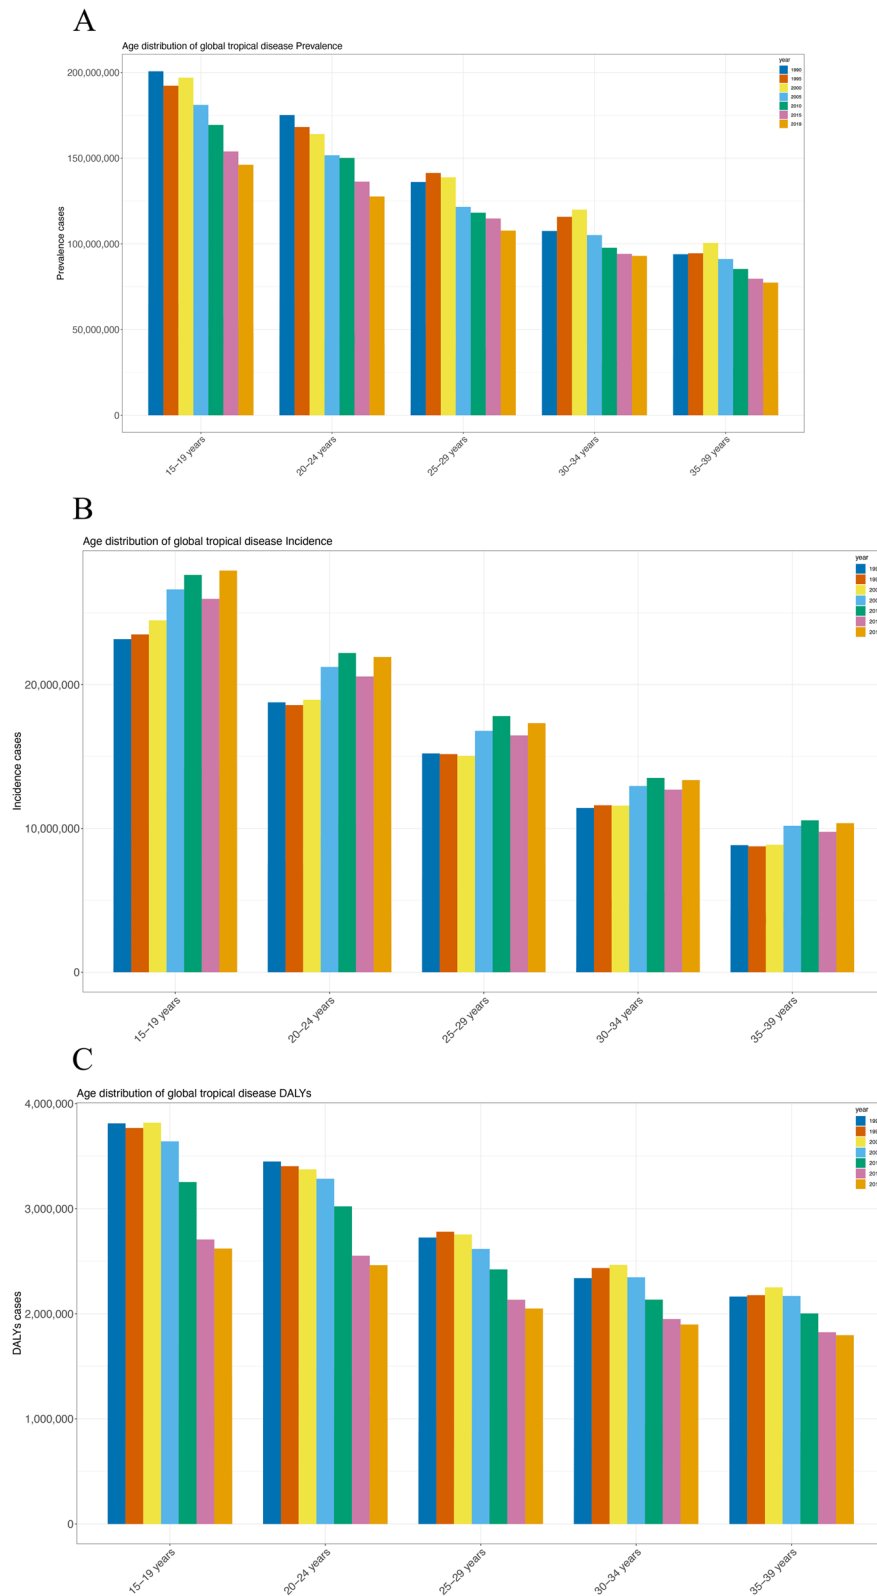 A
Age distribution of global tropical disease Prevalence
year
1990
1995
2000
2005
2010
2015
2019
200,000,000
150,000,000
100,000,000
50,000,000
0
Prevalence cases
15−19 years
20−24 years
25−29 years
30−34 years
35−39 years
B
Age distribution of global tropical disease Incidence
year
20,000,000
10,000,000
0
Incidence cases
15−19 years
20−24 years
25−29 years
30−34 years
35−39 years
C
Age distribution of global tropical disease DALYs
year
4,000,000
3,000,000
2,000,000
1,000,000
0
DALYs cases
15−19 years
20−24 years
25−29 years
30−34 years
35−39 years